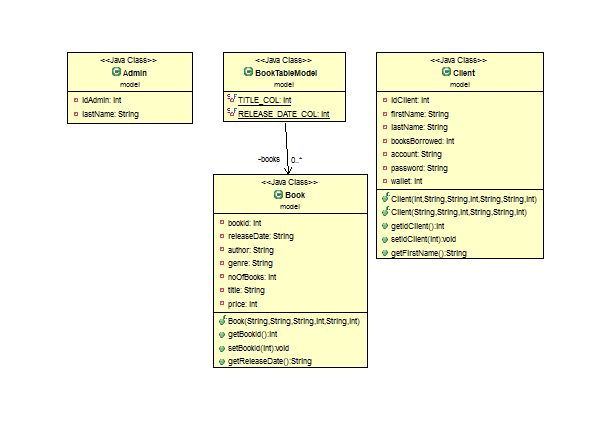 <<Java Class>>
Admin
model
idAdmin: int
lastName: String
<<Java Class>>
BookTableModel
model
TITLE_COL: int
RELEASE_DATE_COL: int
<<Java Class>>
Client
model
idClient: int
firstName: String
lastName: String
booksBorrowed: int
account: String
password: String
wallet: int
Client(int,String,String,int,String,String,int)
Client(String,String,int,String,String,int)
getIdClient():int
setIdClient(int):void
getFirstName():String
-books 0..*
<<Java Class>>
Book
model
bookId: int
releaseDate: String
author: String
genre: String
noOfBooks: int
title: String
price: int
Book(String,String,String,int,String,int)
getBookId():int
setBookId(int):void
getReleaseDate():String